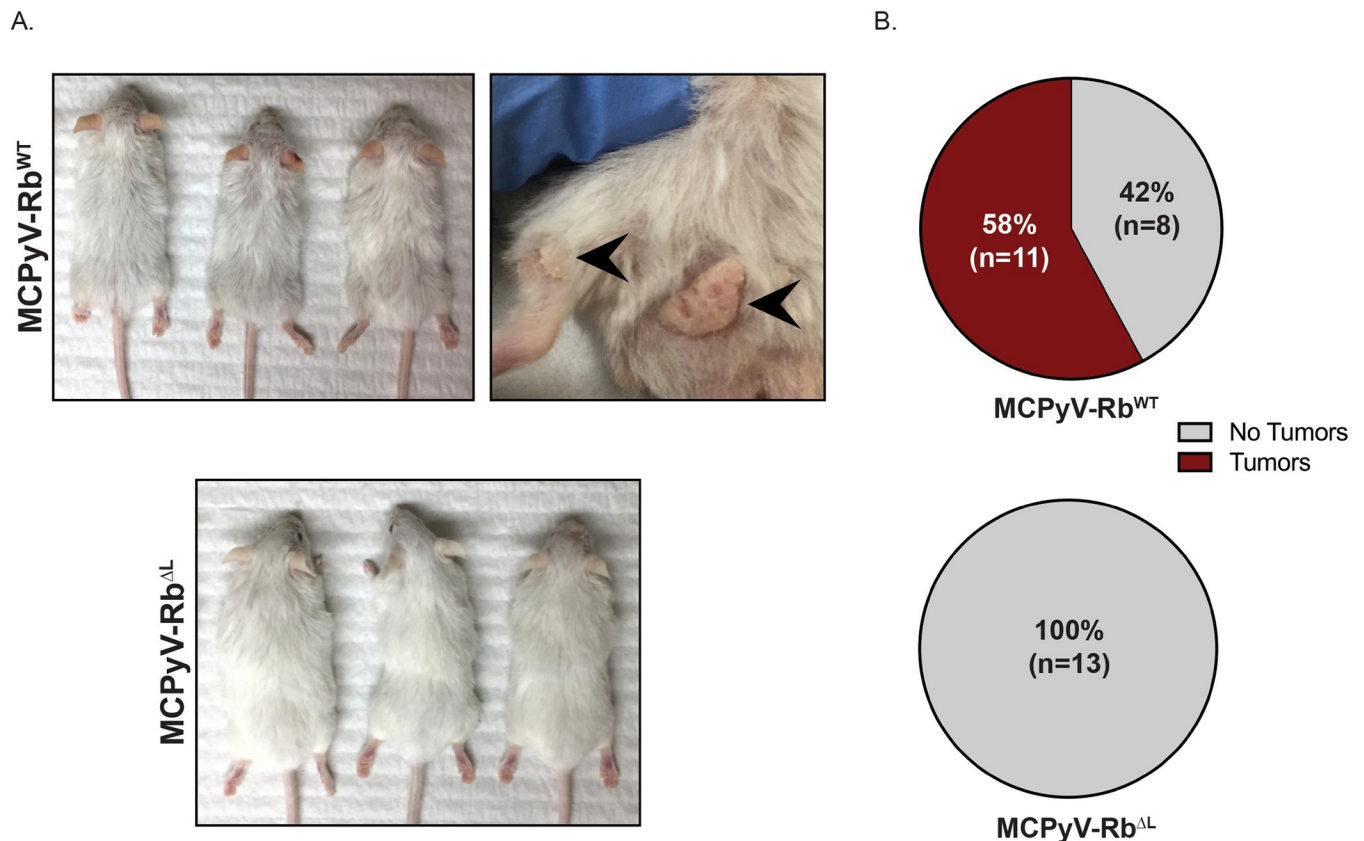 A.
B.
MCPyV-Rb^WT
42%
(n=8)
58%
(n=11)
MCPyV-Rb^WT
No Tumors
Tumors
MCPyV-Rb^ΔL
100%
(n=13)
MCPyV-Rb^ΔL